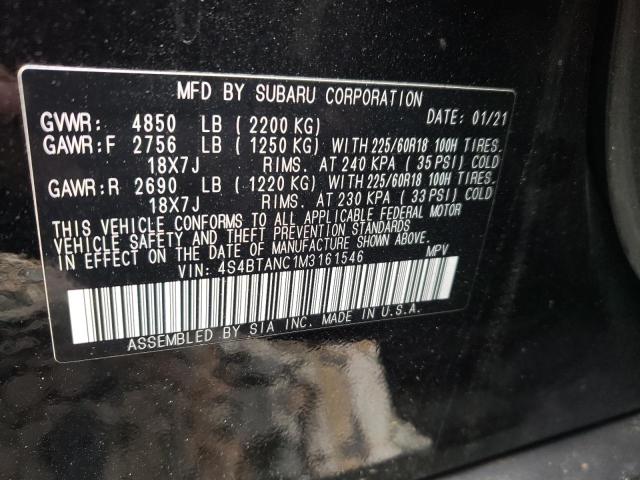 MFD BY SUBARU CORPORATION
GVWR: 4850 LB (2200 KG) DATE: 01/21
GAWR:F 2756 LB (1250 KG) WITH 225/60R18 100H TIRES.
18X7J RIMS. AT 240 KPA (35 PSI) COLD
GAWR:R 2690 LB (1220 KG) WITH 225/60R18 100H TIRES.
18X7J RIMS. AT 230 KPA (33 PSI) COLD
THIS VEHICLE CONFORMS TO ALL APPLICABLE FEDERAL MOTOR
VEHICLE SAFETY AND THEFT PREVENTION STANDARDS
IN EFFECT ON THE DATE OF MANUFACTURE SHOWN ABOVE.
VIN: 4S4BTANC1M3161546 MPV
ASSEMBLED BY SIA INC. MADE IN U.S.A.